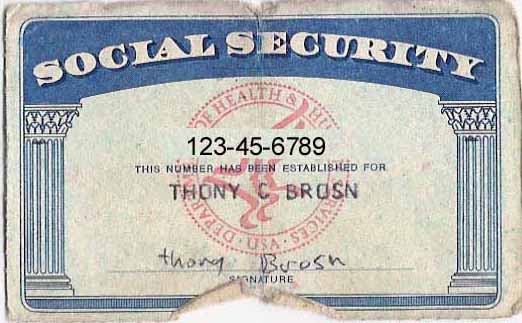 SOCIAL SECURITY
DEPARTMENT OF HEALTH & HUMAN SERVICES · USA
123-45-6789
THIS NUMBER HAS BEEN ESTABLISHED FOR
THONY C BROSN
thony Brosn
SIGNATURE